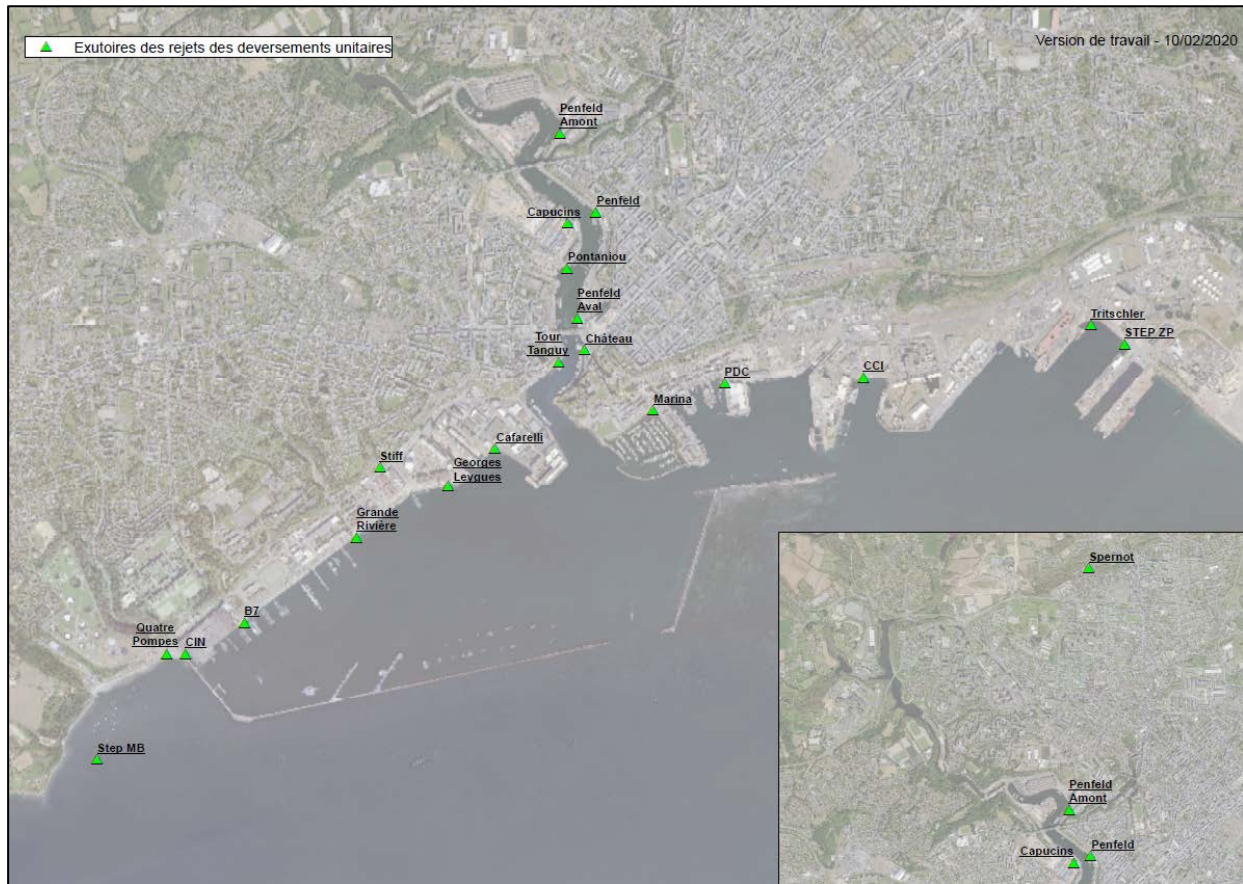 Exutoires des rejets des deversements unitaires
Version de travail - 10/02/2020
Penfeld
Amont
Penfeld
Capucins
Pontaniou
Penfeld
Aval
Tour
Tanguy
Château
Tritschler
STEP ZP
PDC
CCI
Marina
Cafarelli
Stiff
Georges
Leygues
Grande
Rivière
B7
Quatre
Pompes
CIN
Step MB
Spernot
Penfeld
Amont
Capucins
Penfeld